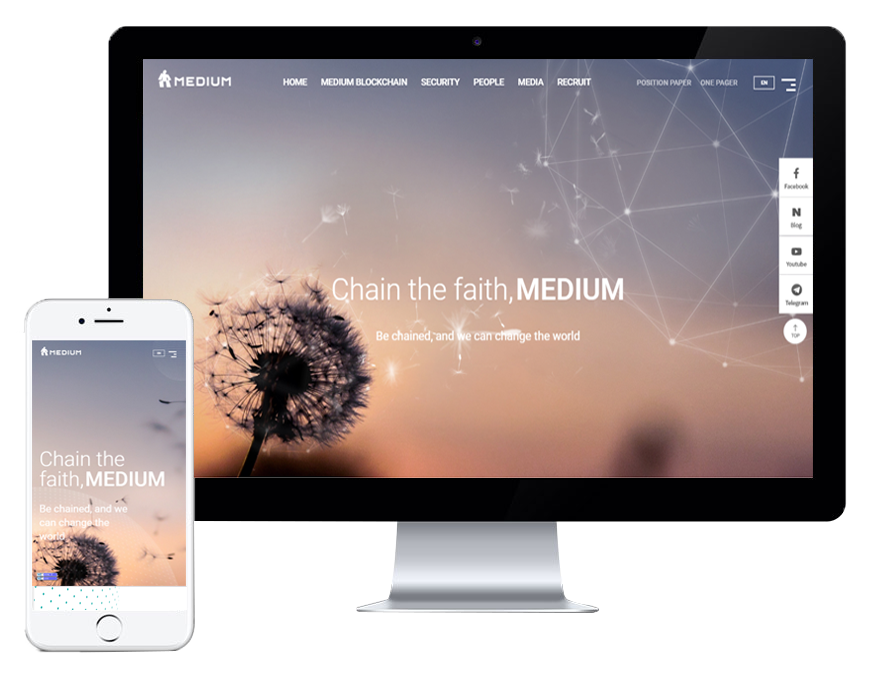 MEDIUM
HOME MEDIUM BLOCKCHAIN SECURITY PEOPLE MEDIA RECRUIT POSITION PAPER ONE PAGER EN
Facebook
Blog
Youtube
Telegram
TOP
Chain the faith, MEDIUM
Be chained, and we can change the world
MEDIUM
Chain the
faith, MEDIUM
Be chained, and we
can change the
world